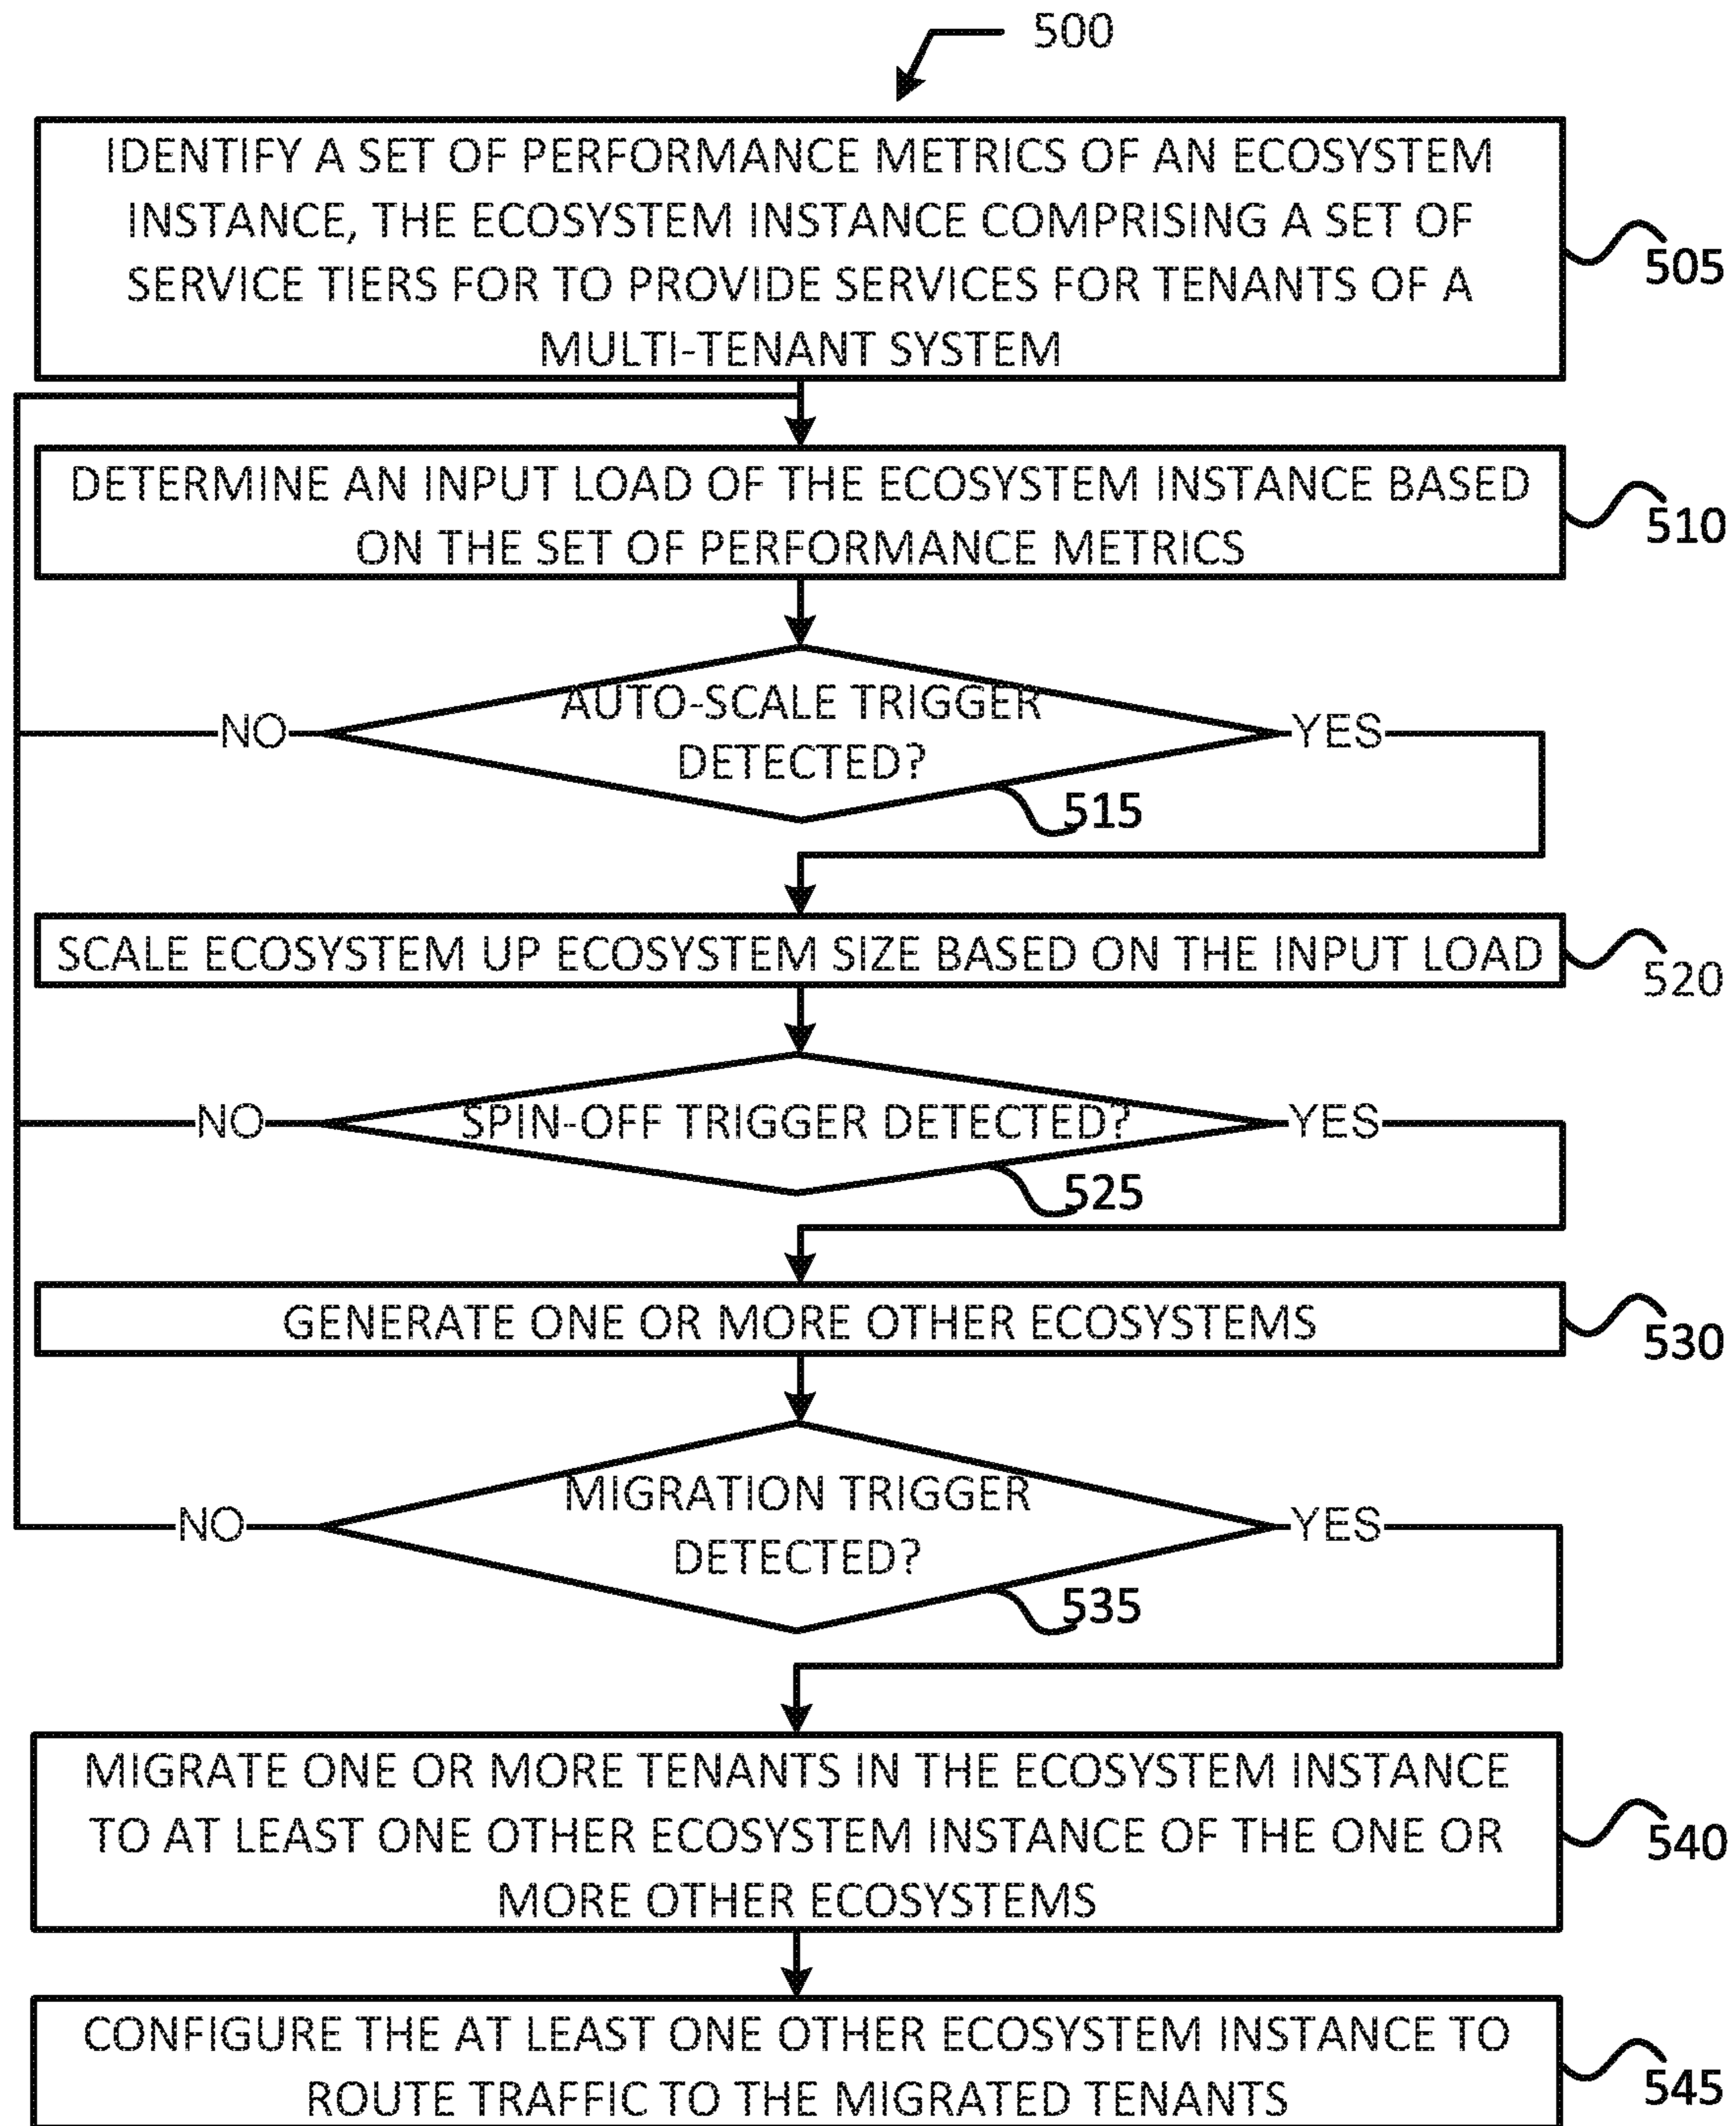 500
IDENTIFY A SET OF PERFORMANCE METRICS OF AN ECOSYSTEM
INSTANCE, THE ECOSYSTEM INSTANCE COMPRISING A SET OF
SERVICE TIERS FOR TO PROVIDE SERVICES FOR TENANTS OF A
MULTI-TENANT SYSTEM
505
DETERMINE AN INPUT LOAD OF THE ECOSYSTEM INSTANCE BASED
ON THE SET OF PERFORMANCE METRICS
510
AUTO-SCALE TRIGGER
DETECTED?
NO
YES
515
SCALE ECOSYSTEM UP ECOSYSTEM SIZE BASED ON THE INPUT LOAD
520
SPIN-OFF TRIGGER DETECTED?
NO
YES
525
GENERATE ONE OR MORE OTHER ECOSYSTEMS
530
MIGRATION TRIGGER
DETECTED?
NO
YES
535
MIGRATE ONE OR MORE TENANTS IN THE ECOSYSTEM INSTANCE
TO AT LEAST ONE OTHER ECOSYSTEM INSTANCE OF THE ONE OR
MORE OTHER ECOSYSTEMS
540
CONFIGURE THE AT LEAST ONE OTHER ECOSYSTEM INSTANCE TO
ROUTE TRAFFIC TO THE MIGRATED TENANTS
545